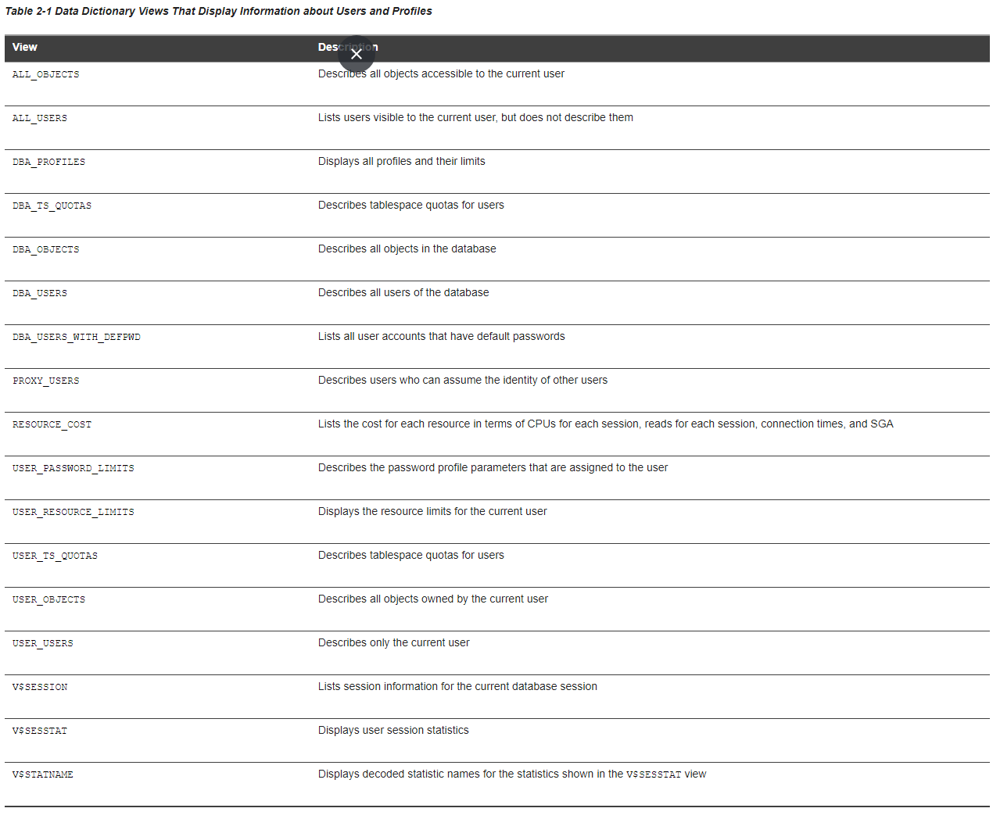 Table 2-1 Data Dictionary Views That Display Information about Users and Profiles
View Description
ALL_OBJECTS Describes all objects accessible to the current user
ALL_USERS Lists users visible to the current user, but does not describe them
DBA_PROFILES Displays all profiles and their limits
DBA_TS_QUOTAS Describes tablespace quotas for users
DBA_OBJECTS Describes all objects in the database
DBA_USERS Describes all users of the database
DBA_USERS_WITH_DEFPWD Lists all user accounts that have default passwords
PROXY_USERS Describes users who can assume the identity of other users
RESOURCE_COST Lists the cost for each resource in terms of CPUs for each session, reads for each session, connection times, and SGA
USER_PASSWORD_LIMITS Describes the password profile parameters that are assigned to the user
USER_RESOURCE_LIMITS Displays the resource limits for the current user
USER_TS_QUOTAS Describes tablespace quotas for users
USER_OBJECTS Describes all objects owned by the current user
USER_USERS Describes only the current user
V$SESSION Lists session information for the current database session
V$SESSTAT Displays user session statistics
V$STATNAME Displays decoded statistic names for the statistics shown in the V$SESSTAT view